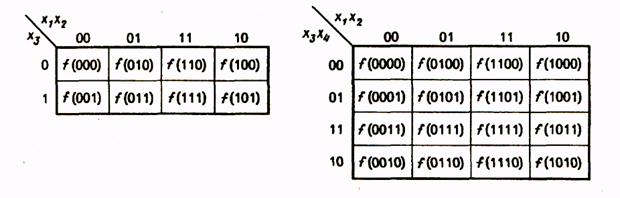 x₁x₂
x₃
00 01 11 10
0 f(000) f(010) f(110) f(100)
1 f(001) f(011) f(111) f(101)
x₁x₂
x₃x₄
00 01 11 10
00 f(0000) f(0100) f(1100) f(1000)
01 f(0001) f(0101) f(1101) f(1001)
11 f(0011) f(0111) f(1111) f(1011)
10 f(0010) f(0110) f(1110) f(1010)